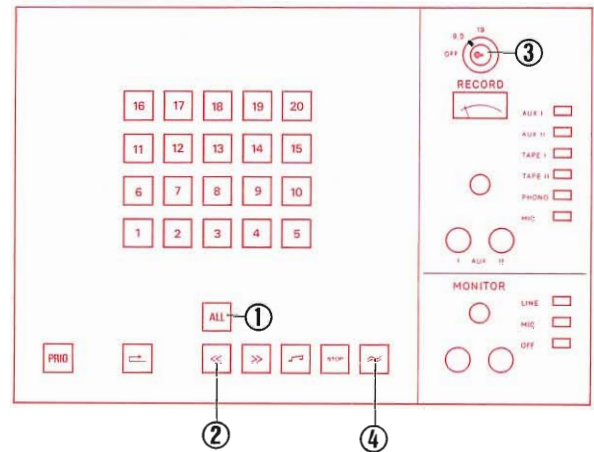 9,5 19
OFF ③
RECORD
16 17 18 19 20
AUX I
11 12 13 14 15
AUX II
TAPE I
6 7 8 9 10
TAPE II
PHONO
1 2 3 4 5
MIC
I AUX II
MONITOR
ALL ①
LINE
MIC
OFF
PRIO << >> STOP
② ④